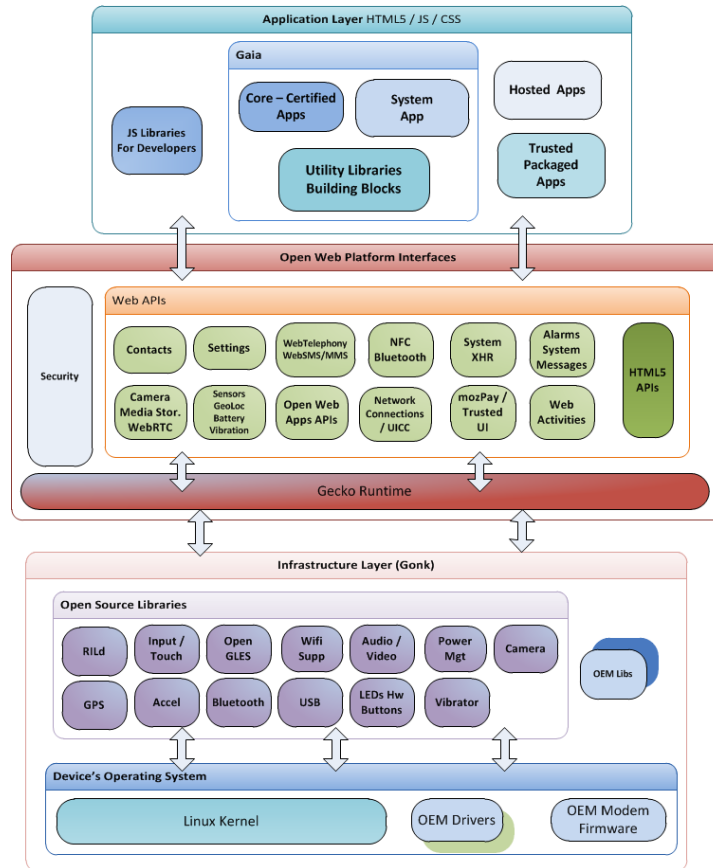 Application Layer HTML5 / JS / CSS
Gaia
Core – Certified
Apps
System
App
Hosted Apps
JS Libraries
For Developers
Utility Libraries
Building Blocks
Trusted
Packaged
Apps
Open Web Platform Interfaces
Security
Web APIs
Contacts
Settings
WebTelephony
WebSMS/MMS
NFC
Bluetooth
System
XHR
Alarms
System
Messages
HTML5
APIs
Camera
Media Stor.
WebRTC
Sensors
GeoLoc
Battery
Vibration
Open Web
Apps APIs
Network
Connections
/ UICC
mozPay /
Trusted
UI
Web
Activities
Gecko Runtime
Infrastructure Layer (Gonk)
Open Source Libraries
RILd
Input /
Touch
Open
GLES
Wifi
Supp
Audio /
Video
Power
Mgt
Camera
OEM Libs
GPS
Accel
Bluetooth
USB
LEDs Hw
Buttons
Vibrator
Device's Operating System
Linux Kernel
OEM Drivers
OEM Modem
Firmware